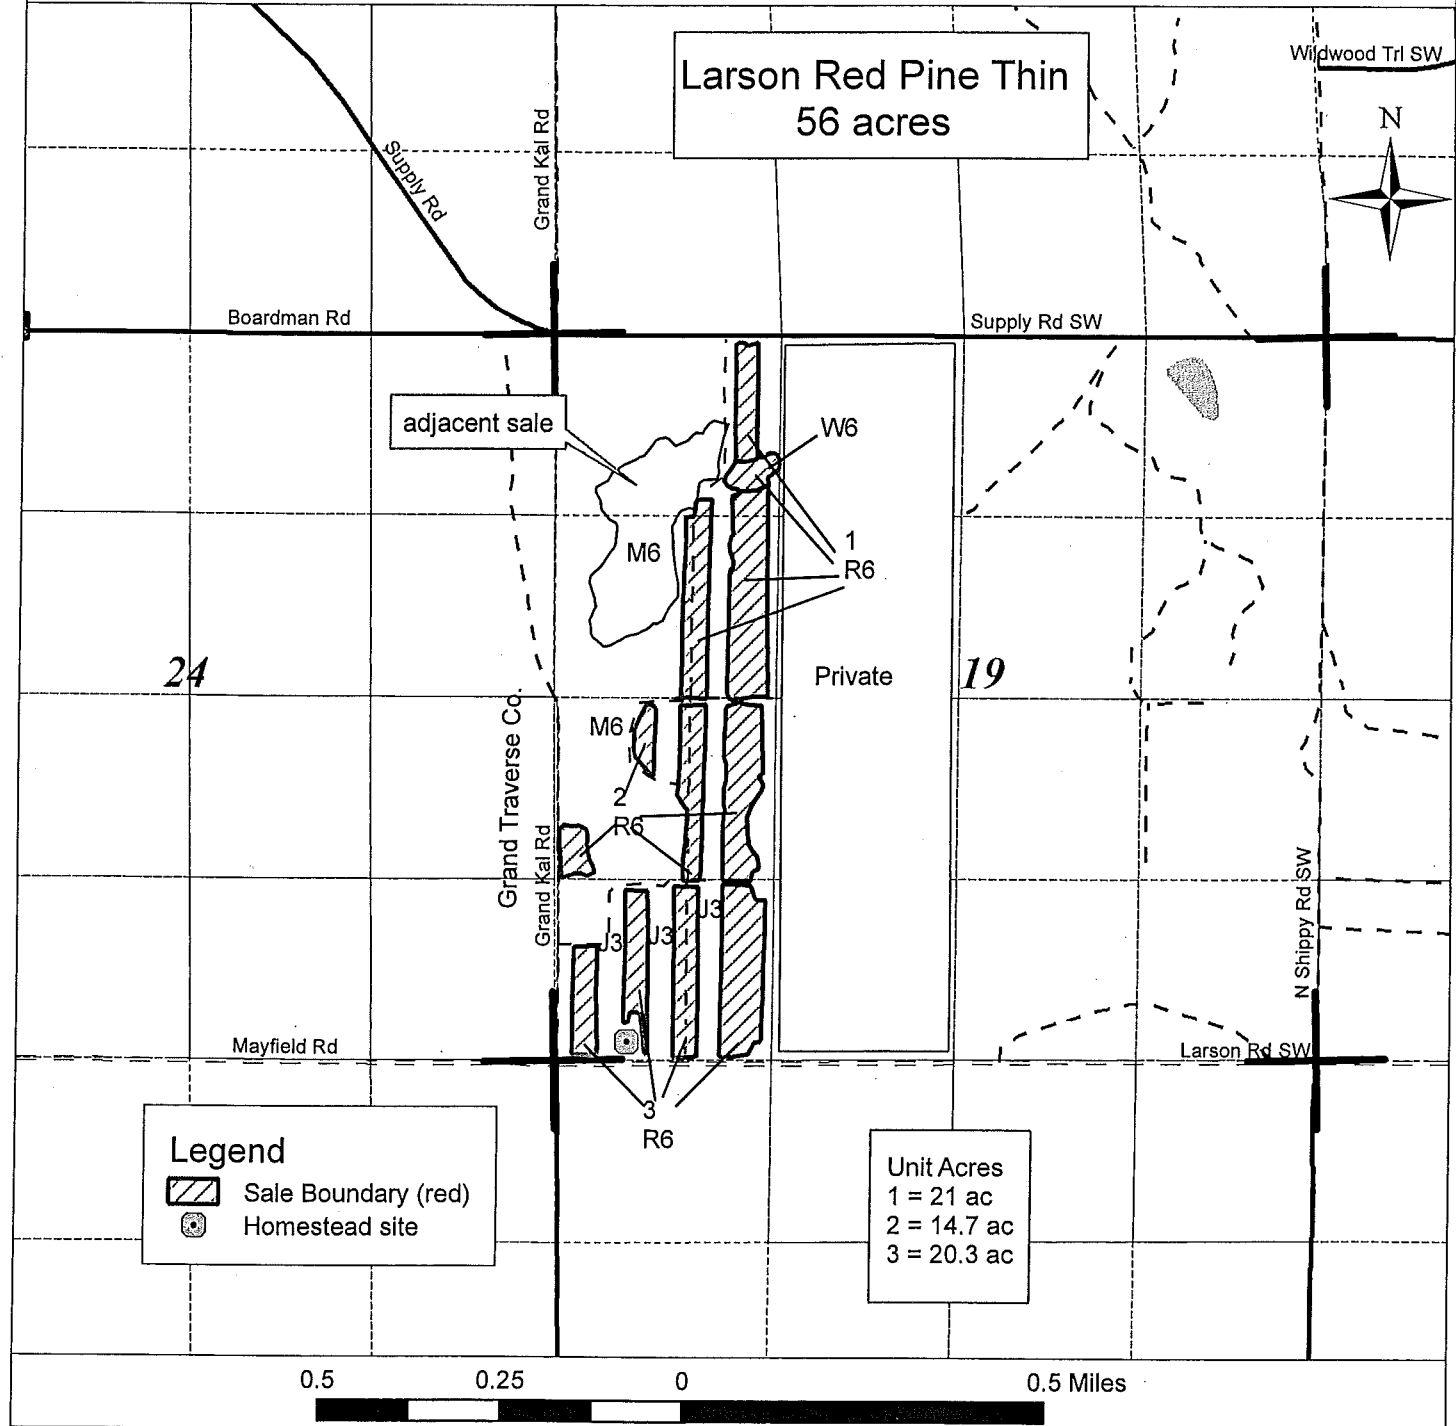 Larson Red Pine Thin
56 acres
Wildwood Trl SW
N
Grand Kal Rd
Supply Rd
Boardman Rd
Supply Rd SW
adjacent sale
W6
M6
1
R6
24
Private
19
Grand Traverse Co.
M6
2
R6
Grand Kal Rd
J3
J3
J3
N Shippy Rd SW
Mayfield Rd
Larson Rd SW
3
R6
Legend
Sale Boundary (red)
Homestead site
Unit Acres
1 = 21 ac
2 = 14.7 ac
3 = 20.3 ac
0.5 0.25 0 0.5 Miles